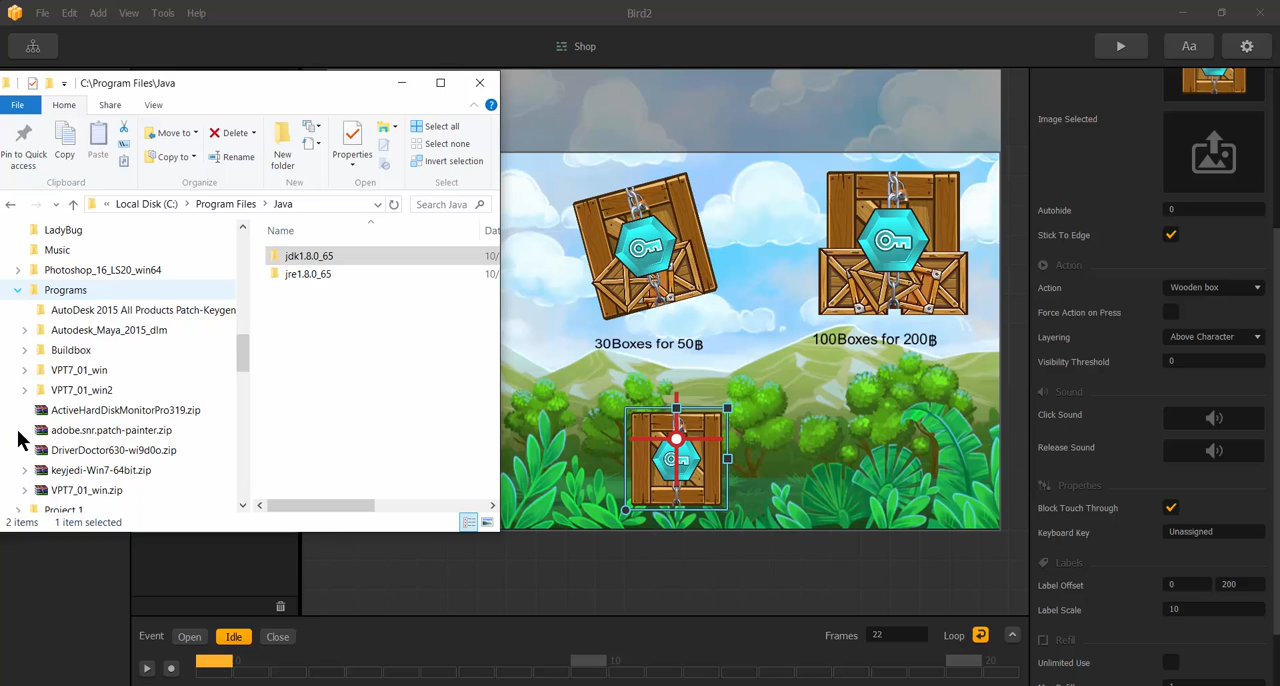 File Edit Add View Tools Help
Bird2
Shop
Aa
C:\Program Files\Java
File Home Share View
Pin to Quick access
Copy
Paste
Move to
Copy to
Delete
Rename
New folder
Properties
Select all
Select none
Invert selection
Clipboard
Organize
New
Open
Select
« Local Disk (C:) > Program Files > Java
Search Java
LadyBug
Music
Photoshop_16_LS20_win64
Programs
AutoDesk 2015 All Products Patch-Keygen
Autodesk_Maya_2015_dlm
Buildbox
VPT7_01_win
VPT7_01_win2
ActiveHardDiskMonitorPro319.zip
adobe.snr.patch-painter.zip
DriverDoctor630-wi9d0o.zip
keyjedi-Win7-64bit.zip
VPT7_01_win.zip
Project 1
Name
Da
jdk1.8.0_65 10/
jre1.8.0_65 10/
2 items 1 item selected
30Boxes for 50฿
100Boxes for 200฿
Image Selected
Autohide 0
Stick To Edge
Action
Action Wooden box
Force Action on Press
Layering Above Character
Visibility Threshold 0
Sound
Click Sound
Release Sound
Properties
Block Touch Through
Keyboard Key Unassigned
Labels
Label Offset 0 200
Label Scale 10
Refill
Unlimited Use
Event Open Idle Close
Frames 22
Loop
0 10 20